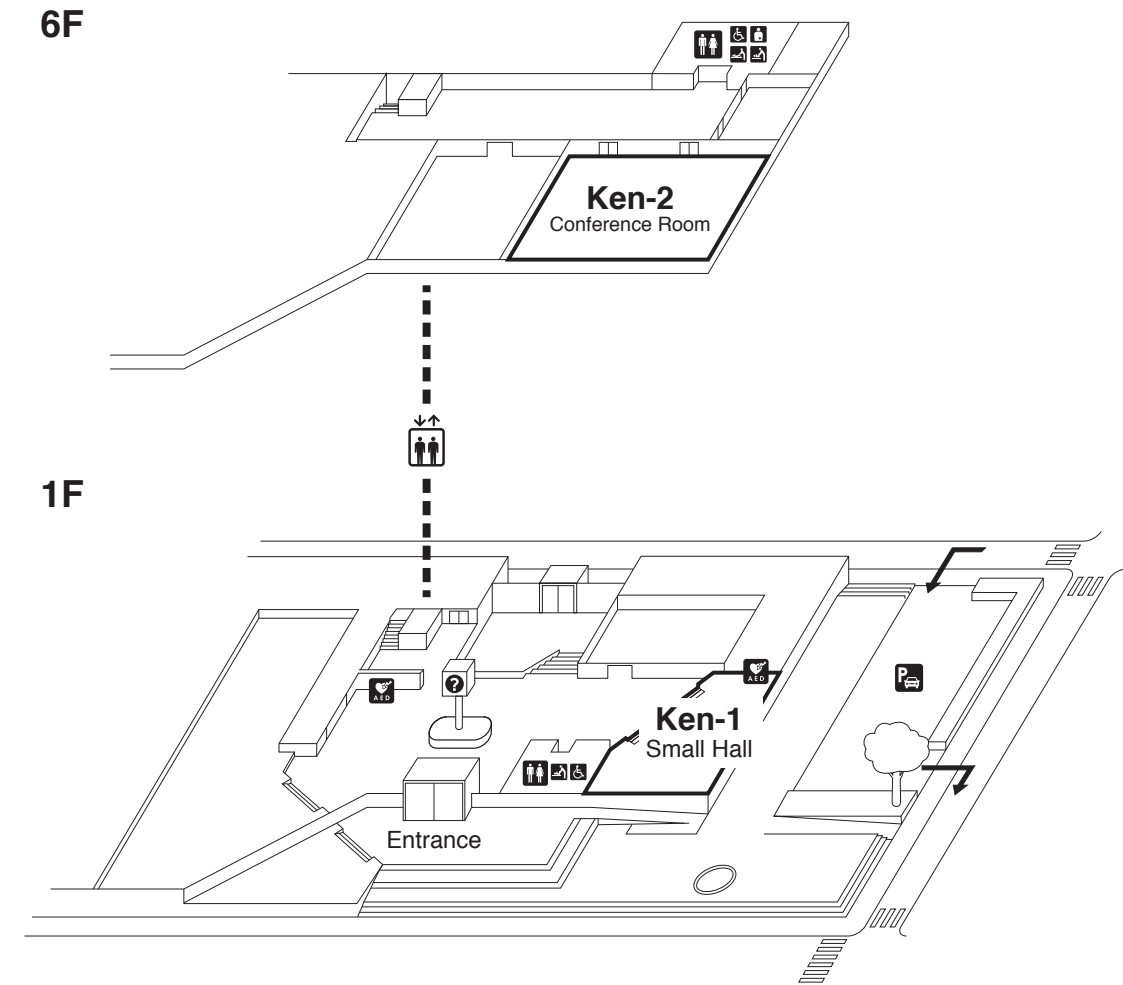 6F
Ken-2
Conference Room
1F
AED
?
P
AED
Ken-1
Small Hall
Entrance